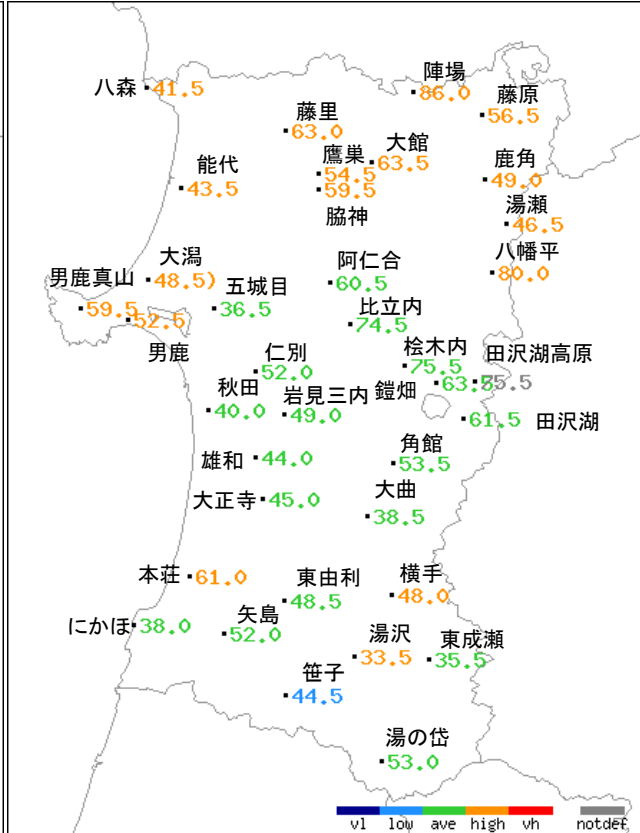 陣場
86.0
八森
41.5
藤原
56.5
藤里
63.0
大館
63.5
鷹巣
54.5
59.5
脇神
能代
43.5
鹿角
49.0
湯瀬
46.5
八幡平
80.0
大潟
48.5)
男鹿真山
59.5
52.5
男鹿
五城目
36.5
阿仁合
60.5
比立内
74.5
仁別
52.0
桧木内
75.5
田沢湖高原
63.5
鎧畑
秋田
40.0
岩見三内
49.0
61.5
田沢湖
雄和
44.0
角館
53.5
大正寺
45.0
大曲
38.5
本荘
61.0
東由利
48.5
横手
48.0
にかほ
38.0
矢島
52.0
湯沢
33.5
東成瀬
35.5
笹子
44.5
湯の岱
53.0
vl low ave high vh notdef